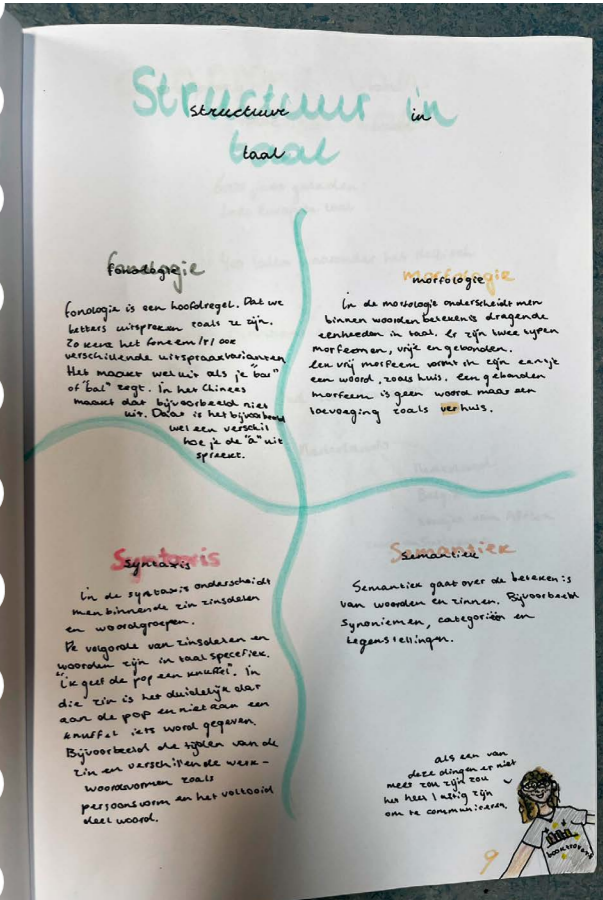 Structuur in
taal
structuur in
taal
fonologie
fonologie
fonologie is een hoofdregel. Dat we
letters uitspreken zoals ze zijn.
Zo kent het foneem /r/ ook
verschillende uitspraakvarianten
Het maakt wel uit als je "bar"
of "bal" zegt. In het Chinees
maakt dat bijvoorbeeld niet
uit. Daar is het bijvoorbeeld
wel een verschil
hoe je de "a" uit
spreekt.
morfologie
morfologie
In de morfologie onderscheidt men
binnen woorden betekenis dragende
eenheden in taal. er zijn twee typen
morfeemen, vrije en gebonden.
een vrij morfeem vormt in zijn eentje
een woord, zoals huis. een gebonden
morfeem is geen woord maar een
toevoeging zoals verhuis.
Syntaxis
syntaxis
in de syntaxis onderscheidt
men binnen de zin zinsdelen
en woordgroepen.
De volgorde van zinsdelen en
woorden zijn in taal specefiek.
"ik geef de pop een knuffel". In
die zin is het duidelijk dat
aan de pop en niet aan een
knuffel iets word gegeven.
Bijvoorbeeld de tijden van de
zin en verschillende werk-
woordvormen zoals
persoonsvorm en het voltooid
deel woord.
Semantiek
semantiek
Semantiek gaat over de betekenis
van woorden en zinnen. Bijvoorbeeld
synoniemen, categoriën en
tegenstellingen.
als een van
deze dingen er niet
meer zou zijn zou
het heel lastig zijn
om te communiceren.
9